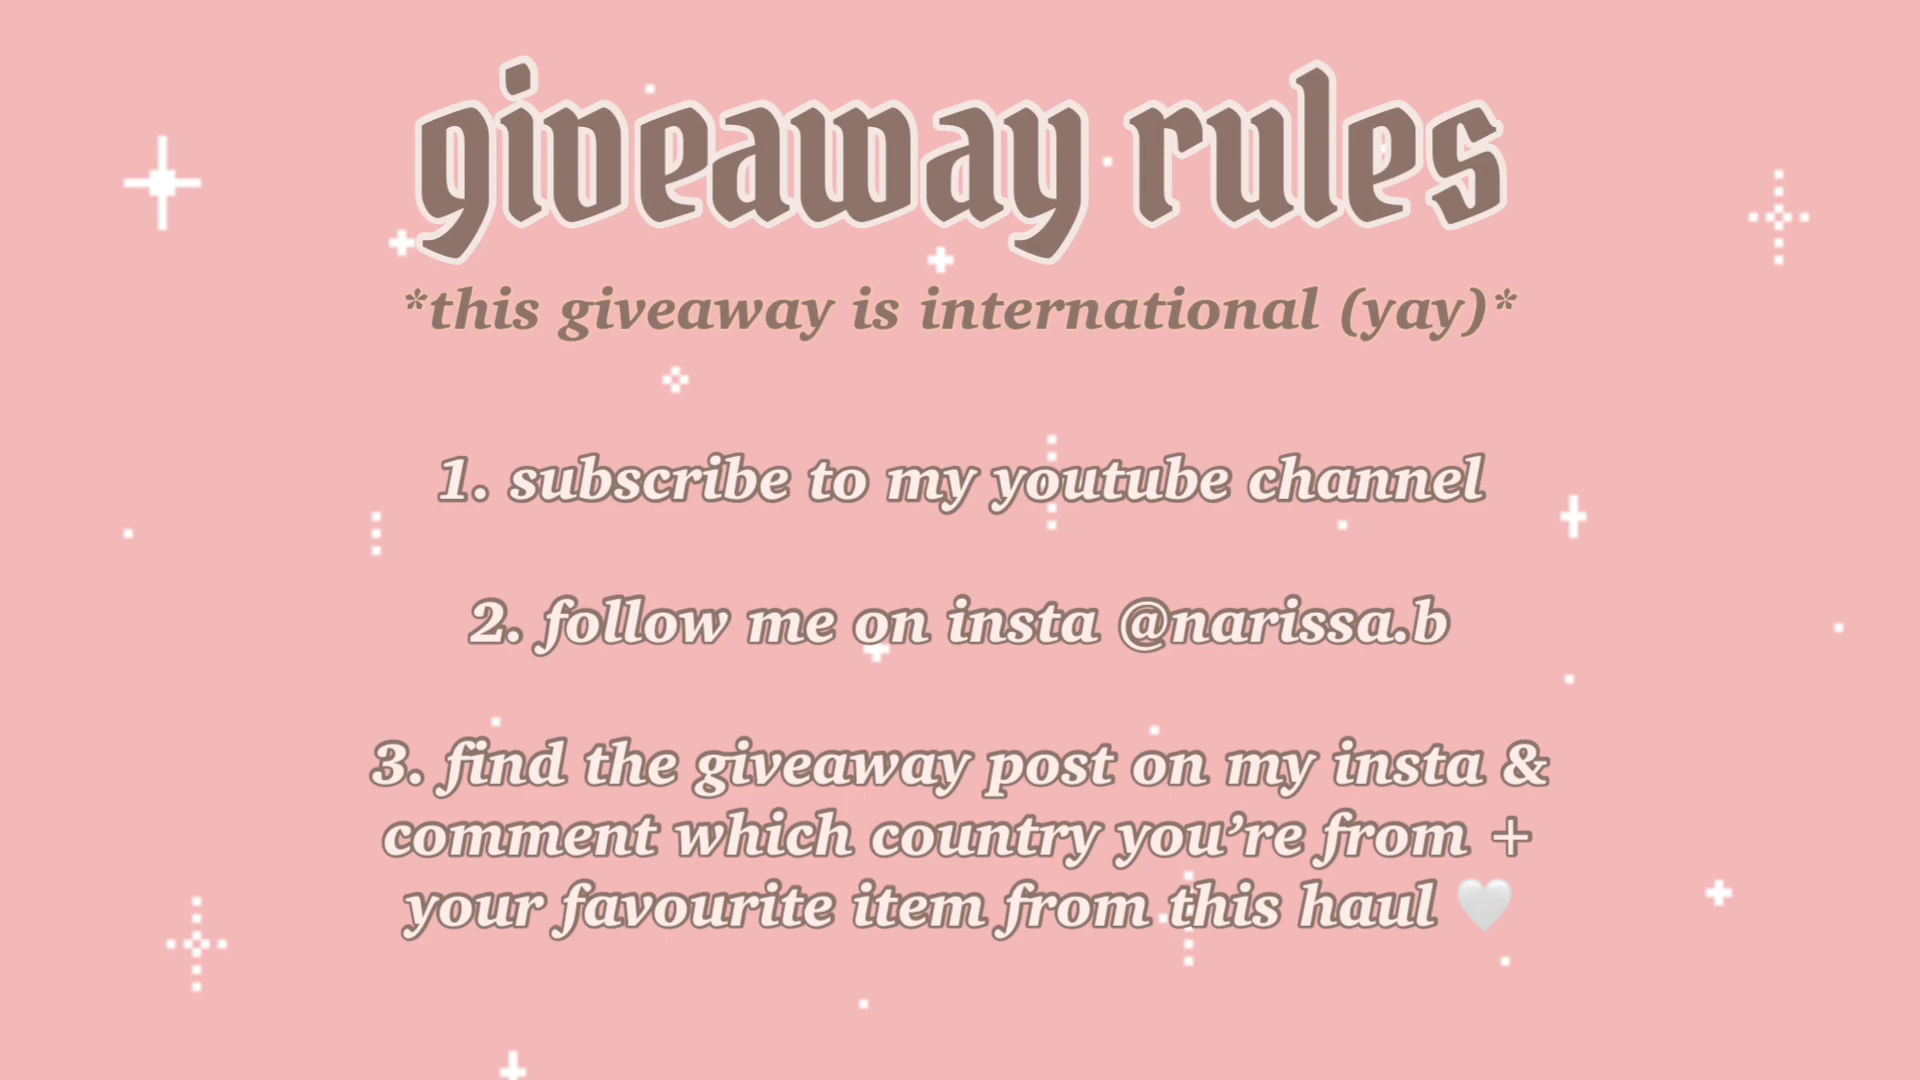 giveaway rules
*this giveaway is international (yay)*
1. subscribe to my youtube channel
2. follow me on insta @narissa.b
3. find the giveaway post on my insta &
comment which country you’re from +
your favourite item from this haul 🤍